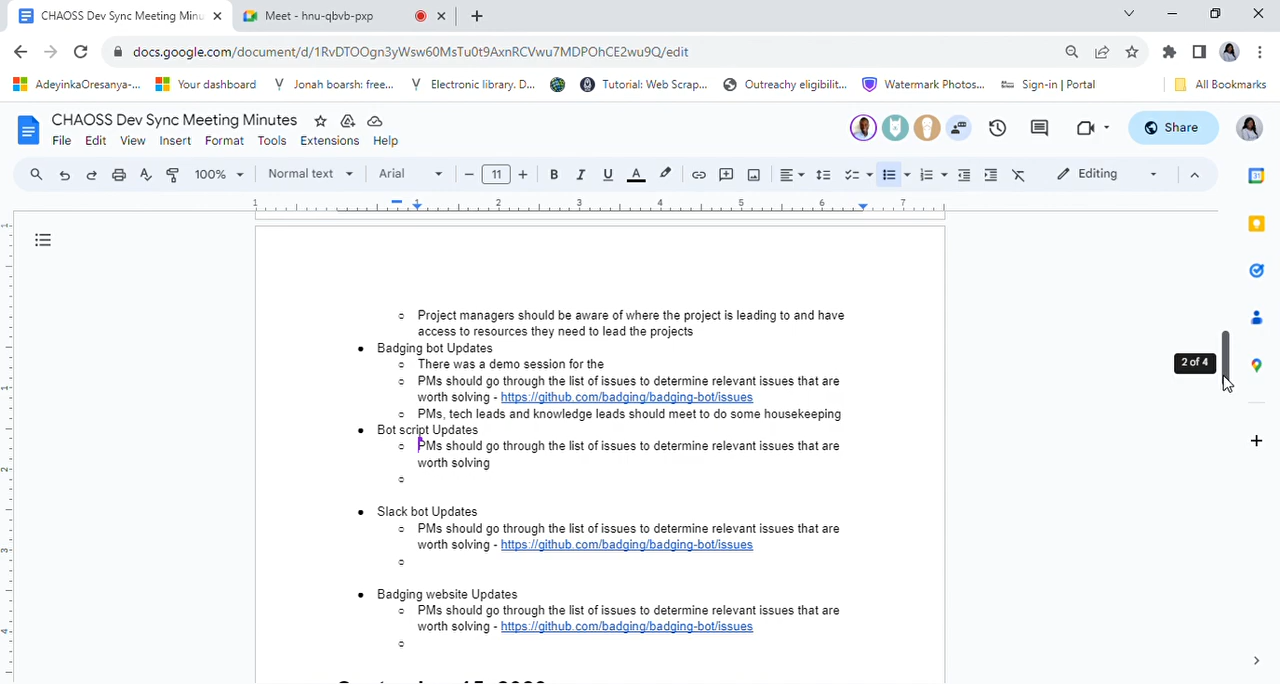 CHAOSS Dev Sync Meeting Minu
Meet - hnu-qbvb-pxp
docs.google.com/document/d/1RvDTOOgn3yWsw60MsTu0t9AxnRCVwu7MDPOhCE2wu9Q/edit
AdeyinkaOresanya-...
Your dashboard
Jonah boarsh: free...
Electronic library. D...
Tutorial: Web Scrap...
Outreachy eligibilit...
Watermark Photos...
Sign-in | Portal
All Bookmarks
CHAOSS Dev Sync Meeting Minutes
File Edit View Insert Format Tools Extensions Help
Share
100%
Normal text
Arial
11
B I U A
Editing
1 1 2 3 4 5 6 7
Project managers should be aware of where the project is leading to and have
access to resources they need to lead the projects
Badging bot Updates
There was a demo session for the
PMs should go through the list of issues to determine relevant issues that are
worth solving - https://github.com/badging/badging-bot/issues
PMs, tech leads and knowledge leads should meet to do some housekeeping
Bot script Updates
PMs should go through the list of issues to determine relevant issues that are
worth solving
Slack bot Updates
PMs should go through the list of issues to determine relevant issues that are
worth solving - https://github.com/badging/badging-bot/issues
Badging website Updates
PMs should go through the list of issues to determine relevant issues that are
worth solving - https://github.com/badging/badging-bot/issues
2 of 4